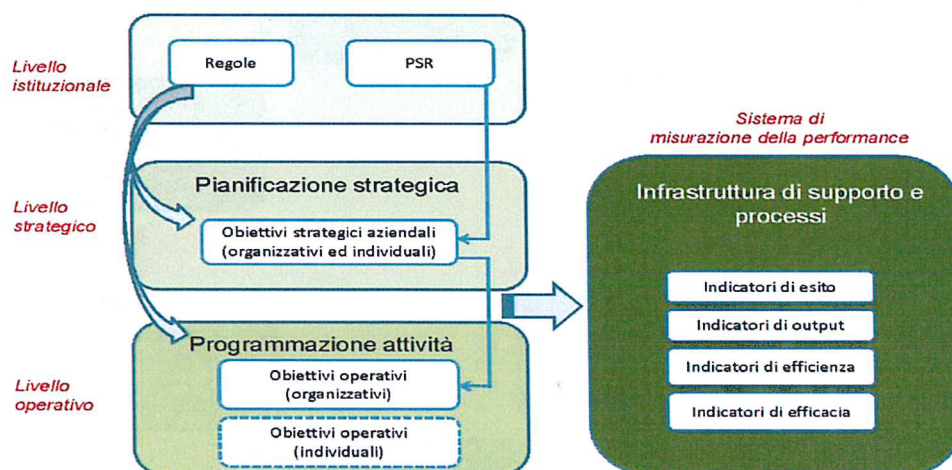 Livello
istituzionale
Regole
PSR
Livello
strategico
Pianificazione strategica
Obiettivi strategici aziendali
(organizzativi ed individuali)
Livello
operativo
Programmazione attività
Obiettivi operativi
(organizzativi)
Obiettivi operativi
(individuali)
Sistema di
misurazione della performance
Infrastruttura di supporto e
processi
Indicatori di esito
Indicatori di output
Indicatori di efficienza
Indicatori di efficacia